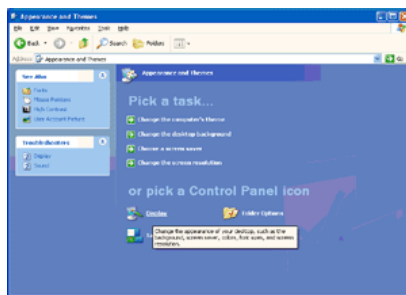 Appearance and Themes
File Edit View Favorites Tools Help
Back Search Folders
Address Appearance and Themes Go
See Also
Fonts
Mouse Pointers
High Contrast
User Account Picture
Troubleshooters
Display
Sound
Appearance and Themes
Pick a task...
Change the computer's theme
Change the desktop background
Choose a screen saver
Change the screen resolution
or pick a Control Panel icon
Display Folder Options
Change the appearance of your desktop, such as the
background, screen saver, colors, font sizes, and screen
resolution.